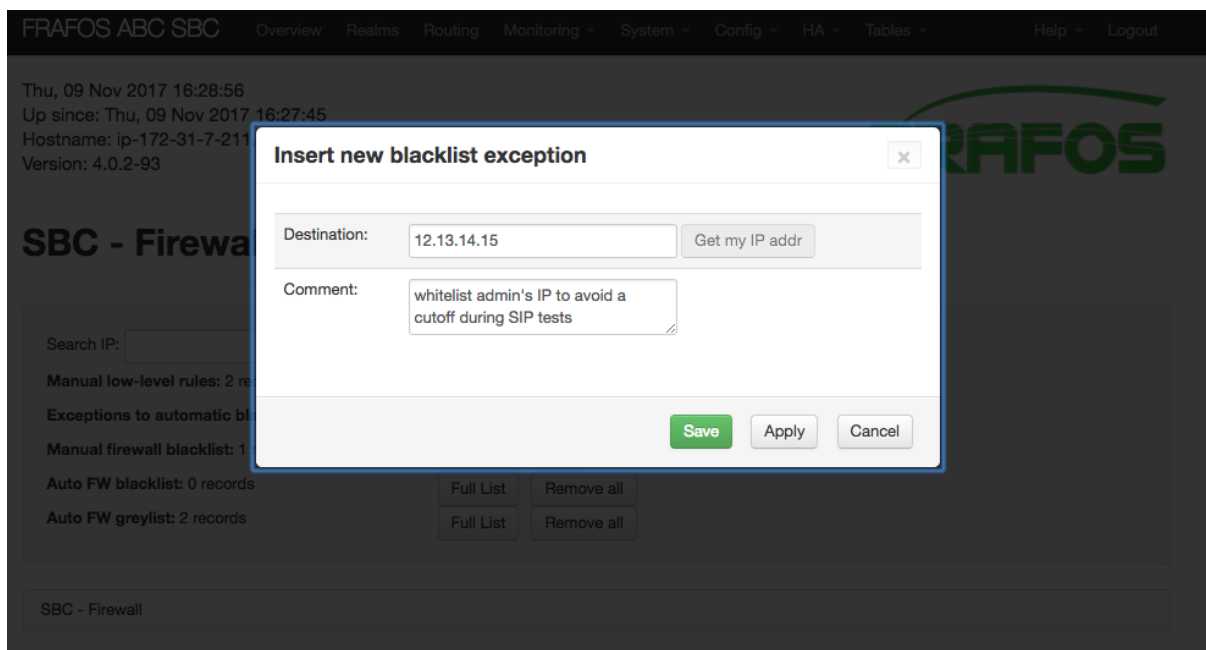 FRAFOS ABC SBC Overview Realms Routing Monitoring System Config HA Tables Help Logout
Thu, 09 Nov 2017 16:28:56
Up since: Thu, 09 Nov 2017 16:27:45
Hostname: ip-172-31-7-211
Version: 4.0.2-93
RAFOS
Insert new blacklist exception
×
SBC - Firewa
Destination: 12.13.14.15 Get my IP addr
Comment: whitelist admin's IP to avoid a
cutoff during SIP tests
Search IP:
Manual low-level rules: 2 re
Exceptions to automatic bla
Manual firewall blacklist: 1
Save Apply Cancel
Auto FW blacklist: 0 records Full List Remove all
Auto FW greylist: 2 records Full List Remove all
SBC - Firewall